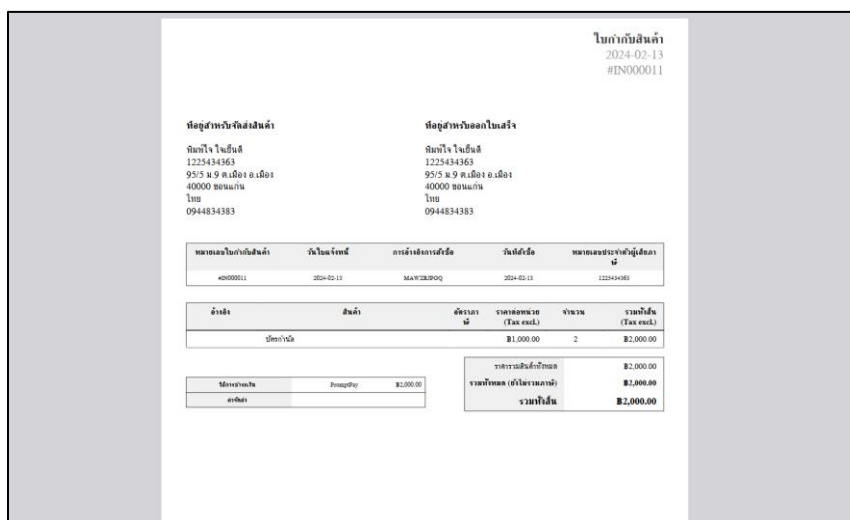 ใบกำกับสินค้า
2024-02-13
#IN000011
ที่อยู่สำหรับจัดส่งสินค้า
พิมพ์ใจ ใจเย็นดี
1225434363
95/5 ม.9 ต.เมือง อ.เมือง
40000 ขอนแก่น
ไทย
0944834383
ที่อยู่สำหรับออกใบเสร็จ
พิมพ์ใจ ใจเย็นดี
1225434363
95/5 ม.9 ต.เมือง อ.เมือง
40000 ขอนแก่น
ไทย
0944834383
หมายเลขใบกำกับสินค้า วันใบแจ้งหนี้ การอ้างอิงการสั่งซื้อ วันที่สั่งซื้อ หมายเลขประจำตัวผู้เสียภาษี
#IN000011 2024-02-13 2024-02-13 1225434363
อ้างอิง สินค้า อัตราภาษี ราคาต่อหน่วย (Tax excl.) จำนวน รวมทั้งสิ้น (Tax excl.)
บัตรกำนัล ฿1,000.00 2 ฿2,000.00
ราคารวมสินค้าทั้งหมด ฿2,000.00
รวมทั้งหมด (ยังไม่รวมภาษี) ฿2,000.00
รวมทั้งสิ้น ฿2,000.00
วิธีการชำระเงิน PromptPay ฿2,000.00
ค่าขนส่ง